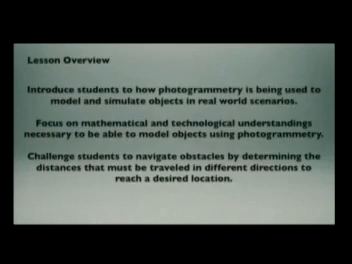 Lesson Overview
Introduce students to how photogrammetry is being used to
model and simulate objects in real world scenarios.
Focus on mathematical and technological understandings
necessary to be able to model objects using photogrammetry.
Challenge students to navigate obstacles by determining the
distances that must be traveled in different directions to
reach a desired location.